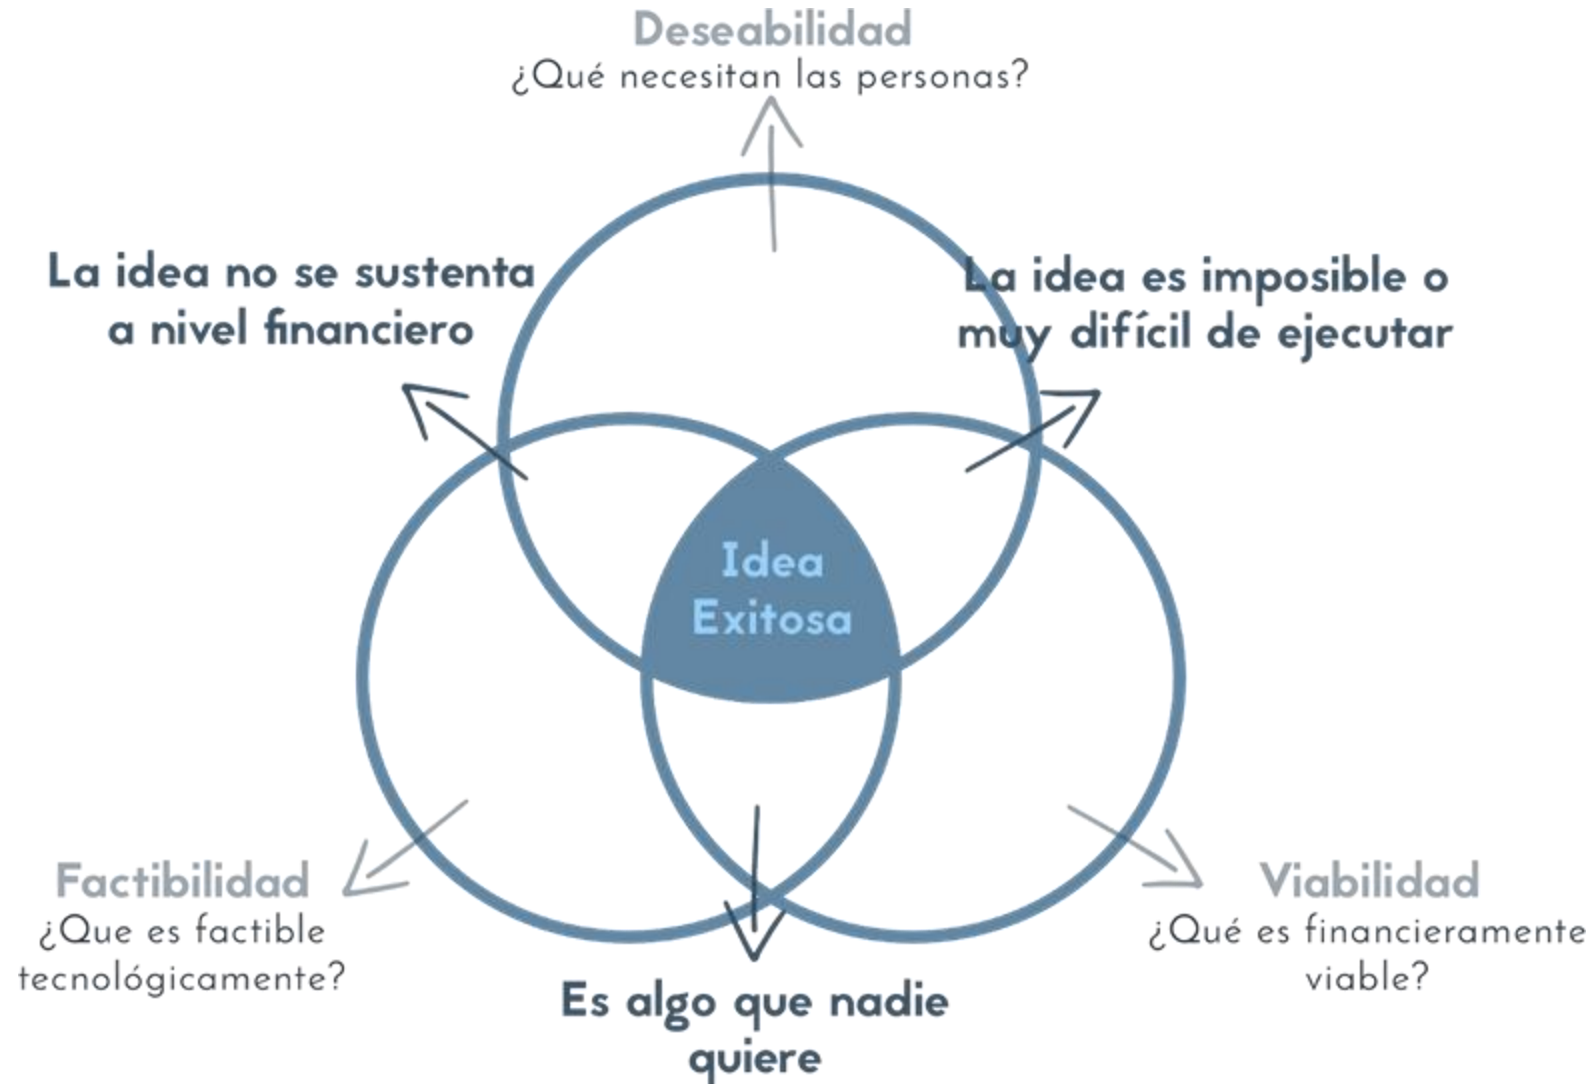 Deseabilidad
¿Qué necesitan las personas?
La idea no se sustenta
a nivel financiero
La idea es imposible o
muy difícil de ejecutar
Idea
Exitosa
Factibilidad
¿Que es factible
tecnológicamente?
Viabilidad
¿Qué es financieramente
viable?
Es algo que nadie
quiere